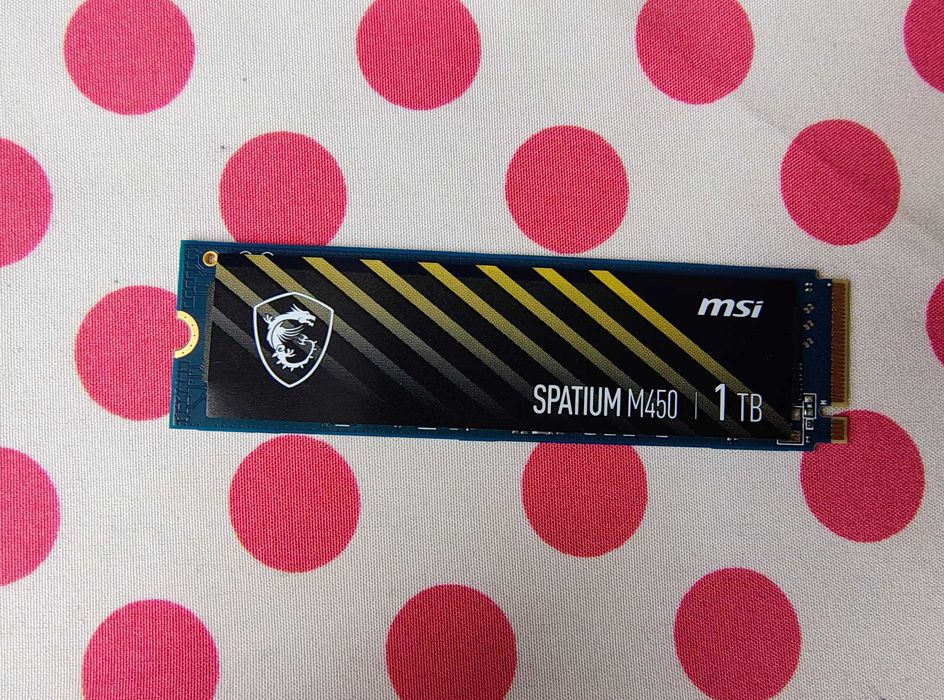 msi
SPATIUM M450 | 1 TB